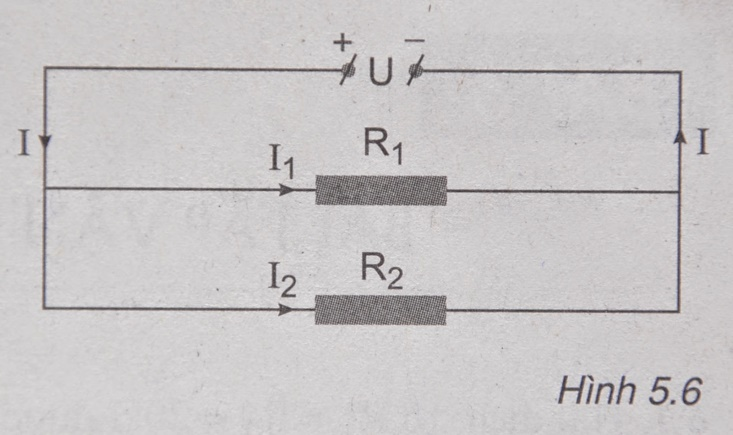 + U −
I I
R₁
I₁
R₂
I₂
Hình 5.6